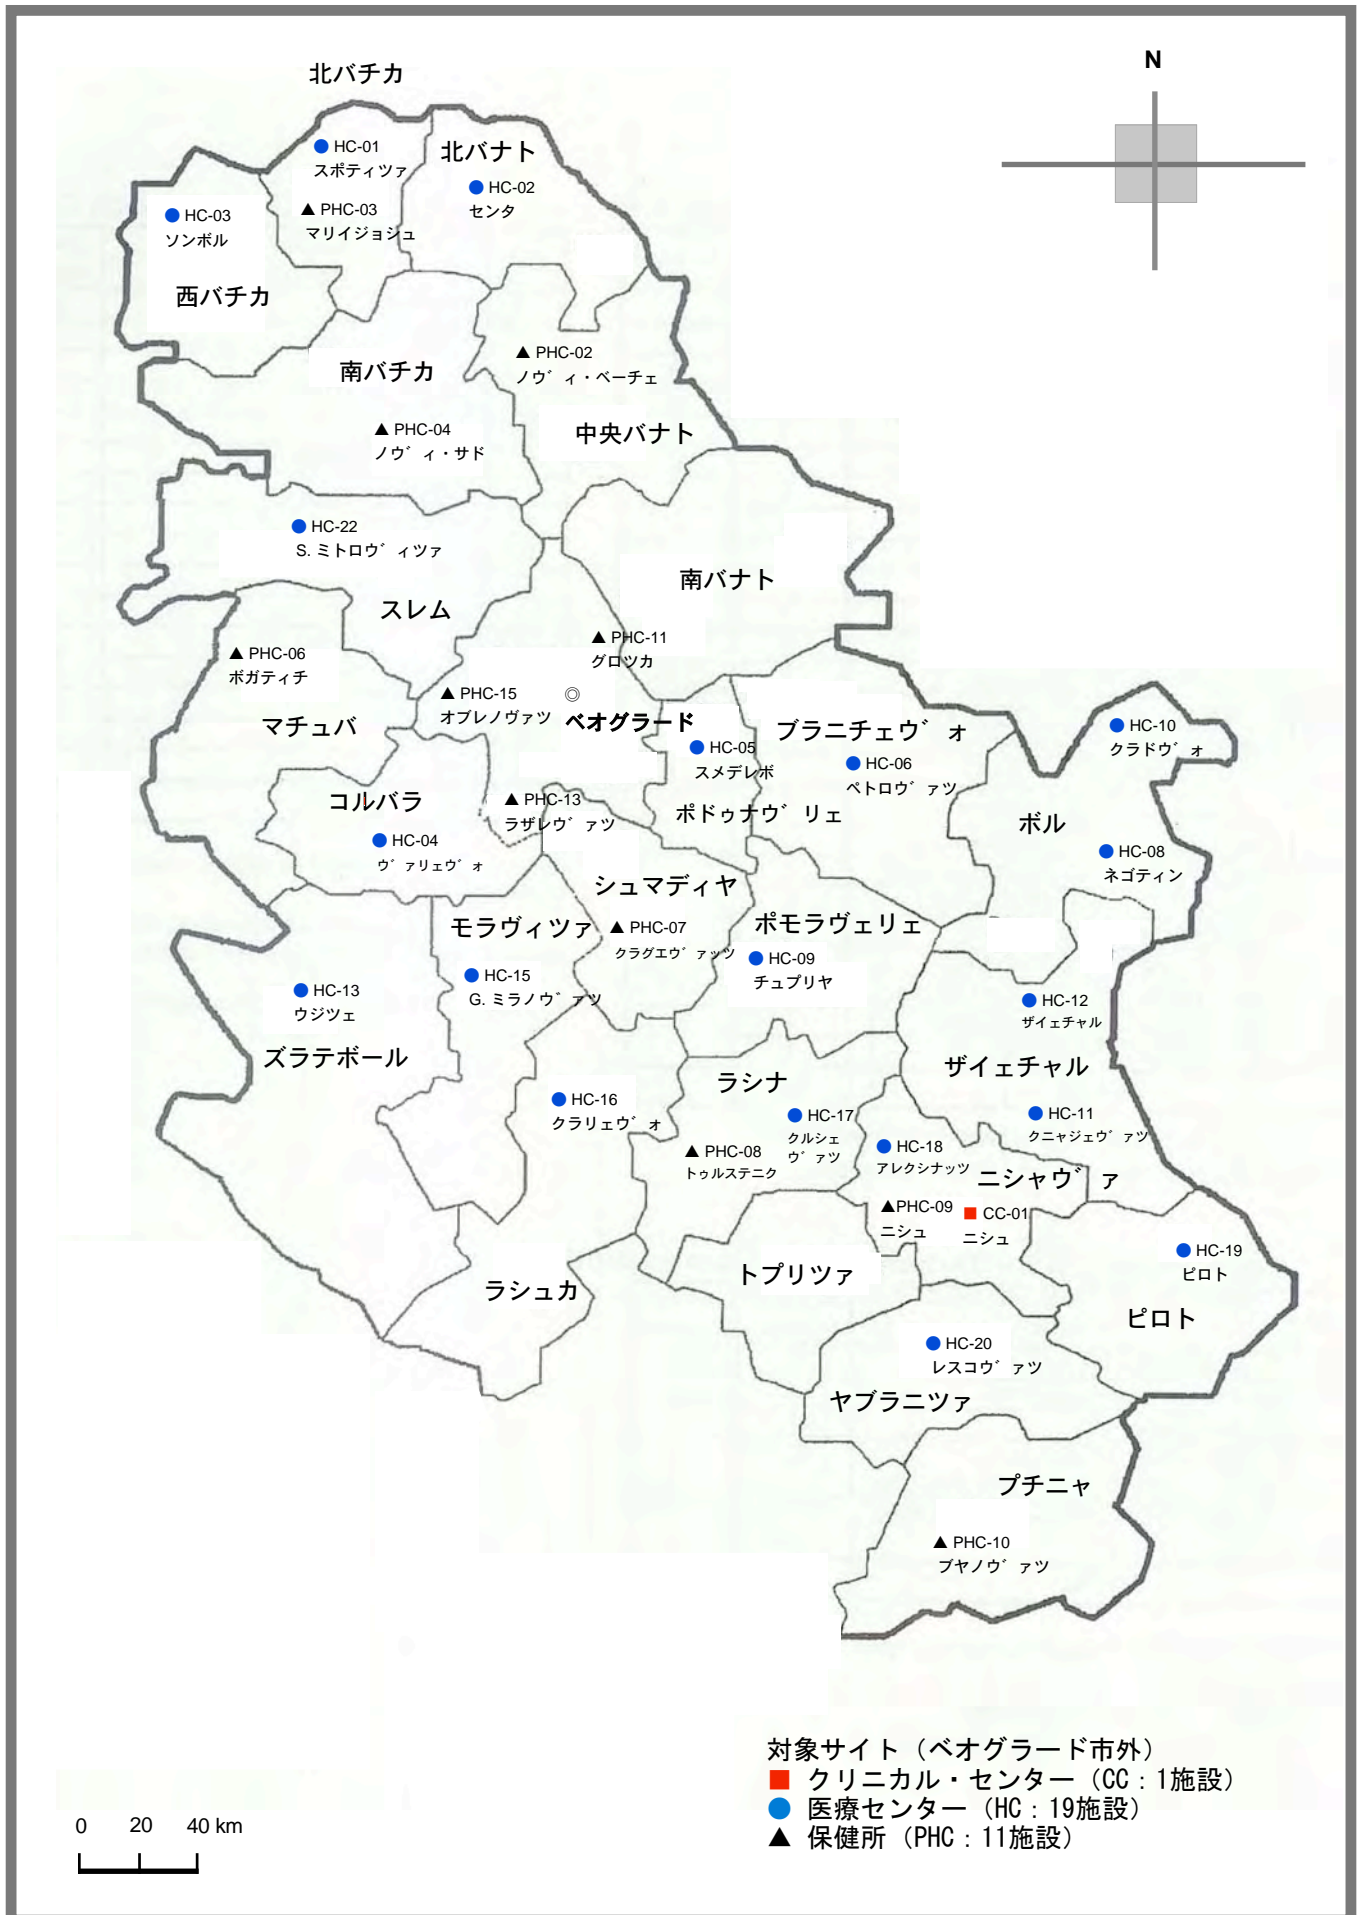 北バチカ
N
HC-01
スボティツァ
北バナト
HC-02
センタ
HC-03
ソンボル
PHC-03
マリイジョシュ
西バチカ
南バチカ
PHC-02
ノヴィ・ベーチェ
PHC-04
ノヴィ・サド
中央バナト
HC-22
S. ミトロヴィツァ
南バナト
スレム
PHC-11
グロツカ
PHC-06
ボガティチ
PHC-15
オブレノヴァツ
◎
ベオグラード
マチュバ
HC-05
スメデレボ
ブラニチェヴォ
HC-06
ペトロヴァツ
HC-10
クラドヴォ
コルバラ
PHC-13
ラザレヴァツ
ポドゥナヴリェ
ボル
HC-04
ヴァリェヴォ
HC-08
ネゴティン
シュマディヤ
モラヴィツァ
PHC-07
クラグエヴァッツ
ポモラヴェリェ
HC-09
チュプリヤ
HC-15
G. ミラノヴァツ
HC-13
ウジツェ
HC-12
ザイェチャル
ズラテボール
ザイェチャル
ラシナ
HC-16
クラリェヴォ
HC-17
クルシェ
ヴァツ
HC-11
クニャジェヴァツ
PHC-08
トゥルステニク
HC-18
アレクシナッツ
ニシャヴァ
PHC-09
ニシュ
CC-01
ニシュ
HC-19
ピロト
トプリツァ
ラシュカ
ピロト
HC-20
レスコヴァツ
ヤブラニツァ
プチニャ
PHC-10
ブヤノヴァツ
対象サイト（ベオグラード市外）
クリニカル・センター（CC：1施設）
医療センター（HC：19施設）
保健所（PHC：11施設）
0 20 40 km